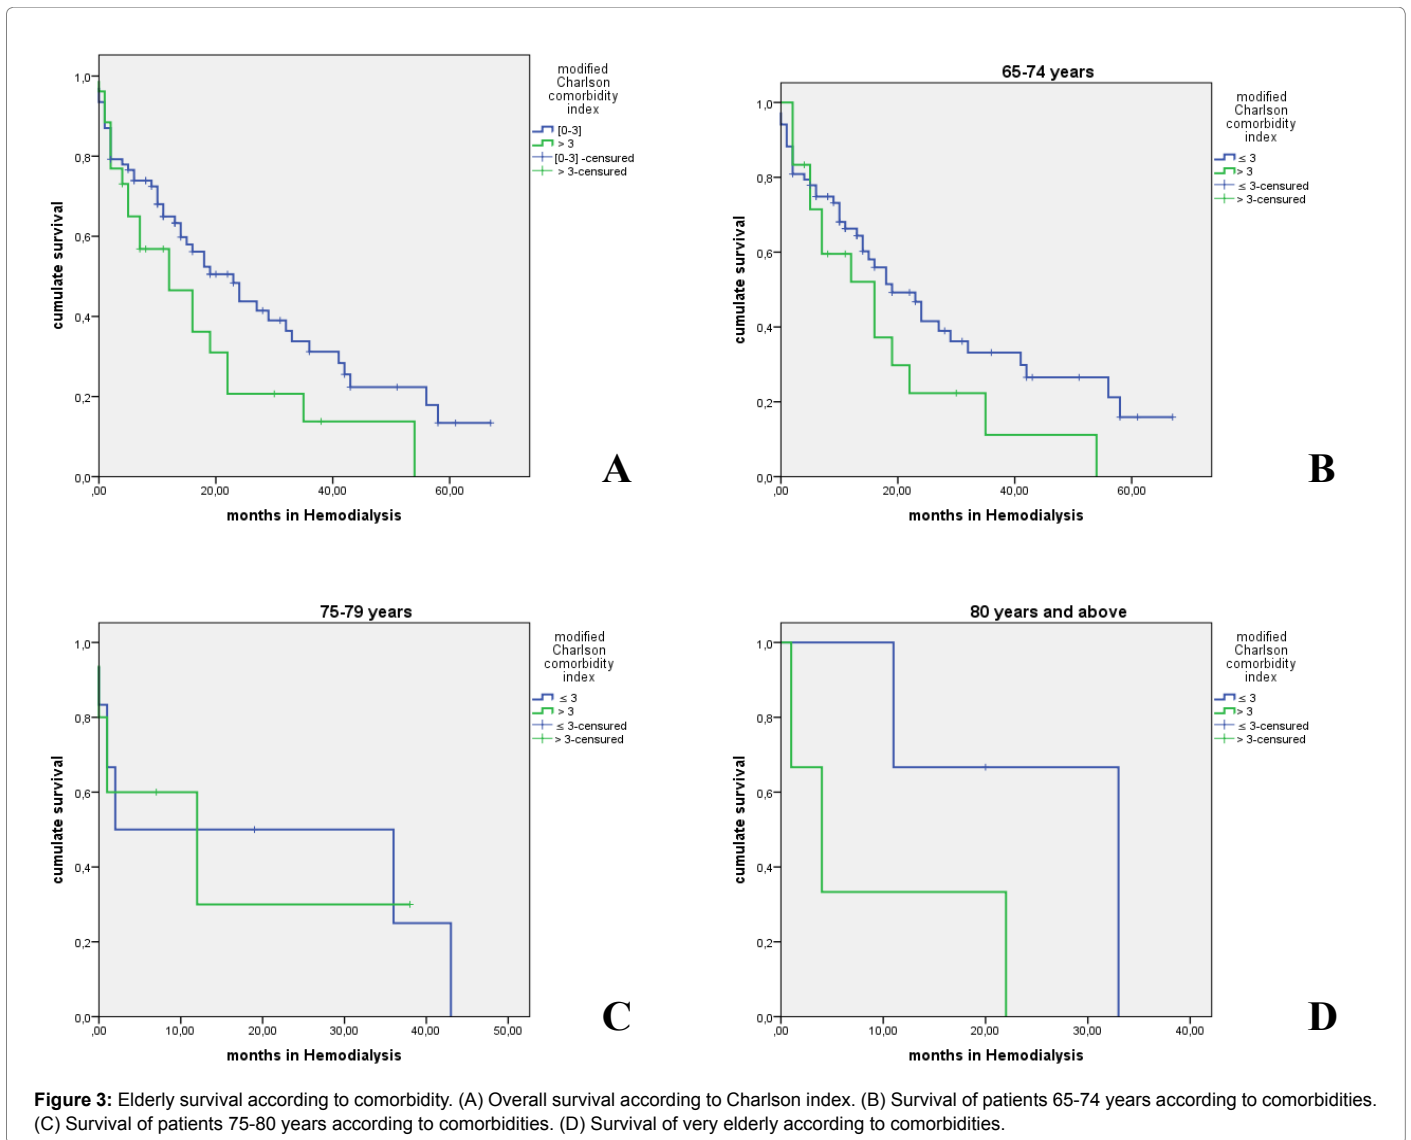 modified
Charlson
comorbidity
index
[0-3]
> 3
[0-3] -censured
> 3-censured
1,0
0,8
0,6
0,4
0,2
0,0
cumulate survival
,00 20,00 40,00 60,00
months in Hemodialysis
A
65-74 years
modified
Charlson
comorbidity
index
≤ 3
> 3
≤ 3-censured
> 3-censured
1,0
0,8
0,6
0,4
0,2
0,0
cumulate survival
,00 20,00 40,00 60,00
months in Hemodialysis
B
75-79 years
modified
Charlson
comorbidity
index
≤ 3
> 3
≤ 3-censured
> 3-censured
1,0
0,8
0,6
0,4
0,2
0,0
cumulate survival
,00 10,00 20,00 30,00 40,00 50,00
months in Hemodialysis
C
80 years and above
modified
Charlson
comorbidity
index
≤ 3
> 3
≤ 3-censured
> 3-censured
1,0
0,8
0,6
0,4
0,2
0,0
cumulate survival
,00 10,00 20,00 30,00 40,00
months in Hemodialysis
D
Figure 3: Elderly survival according to comorbidity. (A) Overall survival according to Charlson index. (B) Survival of patients 65-74 years according to comorbidities.
(C) Survival of patients 75-80 years according to comorbidities. (D) Survival of very elderly according to comorbidities.